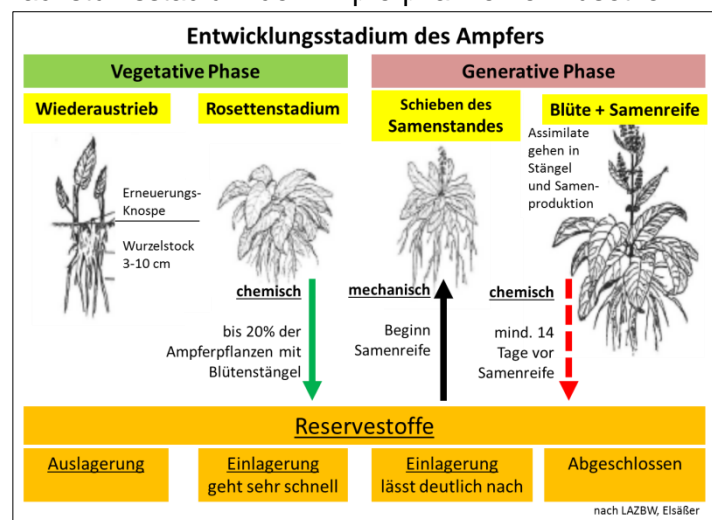 Entwicklungsstadium des Ampfers
Vegetative Phase
Generative Phase
Wiederaustrieb
Rosettenstadium
Schieben des
Samenstandes
Blüte + Samenreife
Assimilate
gehen in
Stängel
und Samen-
produktion
Erneuerungs-
Knospe
Wurzelstock
3-10 cm
chemisch
bis 20% der
Ampferpflanzen mit
Blütenstängel
mechanisch
Beginn
Samenreife
chemisch
mind. 14
Tage vor
Samenreife
Reservestoffe
Auslagerung
Einlagerung
geht sehr schnell
Einlagerung
lässt deutlich nach
Abgeschlossen
nach LAZBW, Elsäßer